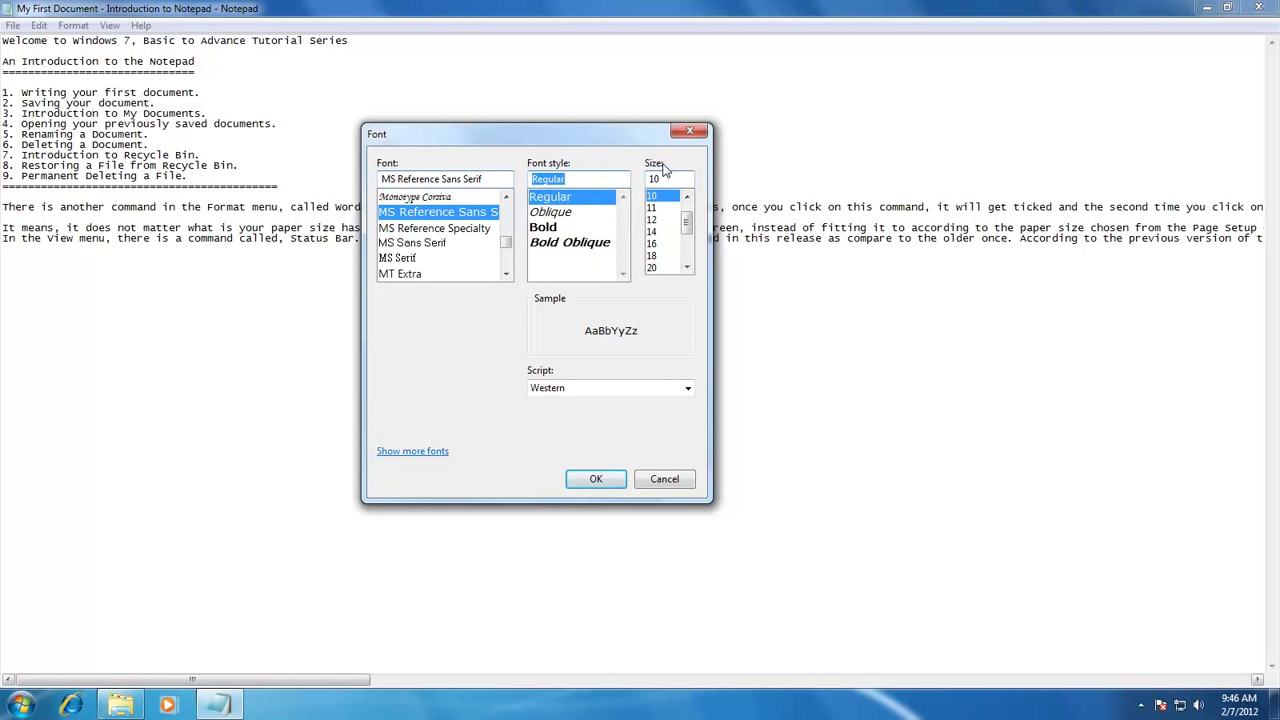 My First Document - Introduction to Notepad - Notepad
File Edit Format View Help
Welcome to Windows 7, Basic to Advance Tutorial Series
An Introduction to the Notepad
==============================
1. Writing your first document.
2. Saving your document.
3. Introduction to My Documents.
4. Opening your previously saved documents.
5. Renaming a Document.
6. Deleting a Document.
7. Introduction to Recycle Bin.
8. Restoring a File from Recycle Bin.
9. Permanent Deleting a File.
===========================================
There is another command in the Format menu, called Word , once you click on this command, it will get ticked and the second time you click on
It means, it does not matter what is your paper size has reen, instead of fitting it to according to the paper size chosen from the Page Setup
In the View menu, there is a command called, Status Bar. d in this release as compare to the older once. According to the previous version of t
Font
Font: Font style: Size:
MS Reference Sans Serif Regular 10
Monotype Corsiva Regular 10
MS Reference Sans S Oblique 11
MS Reference Specialty Bold 12
MS Sans Serif Bold Oblique 14
MS Serif 16
MT Extra 18
20
Sample
AaBbYyZz
Script:
Western
Show more fonts
OK Cancel
9:46 AM
2/7/2012